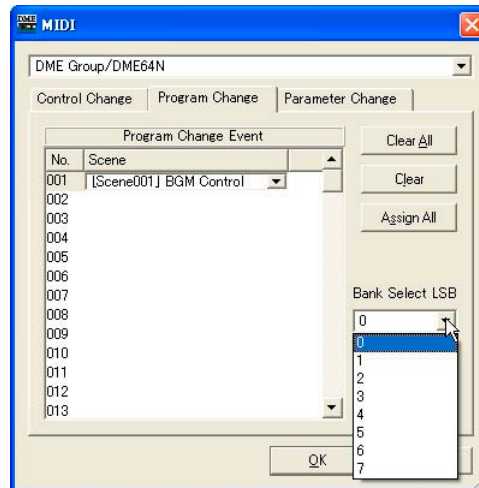 DME MIDI
DME Group/DME64N
Control Change Program Change Parameter Change
Program Change Event
No. Scene
001 [Scene001] BGM Control
002
003
004
005
006
007
008
009
010
011
012
013
Clear All
Clear
Assign All
Bank Select LSB
0
0
1
2
3
4
5
6
7
OK